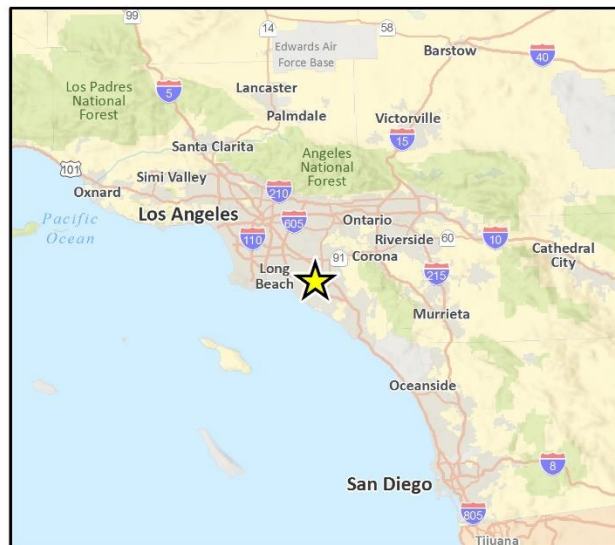 99
14
58
Edwards Air
Force Base
Barstow
40
Los Padres
National
Forest
5
Lancaster
Palmdale
Victorville
15
Santa Clarita
Angeles
National
Forest
101
Simi Valley
Oxnard
210
Pacific
Ocean
Los Angeles
605
Ontario
110
Riverside
60
10
Cathedral
City
91
Corona
Long
Beach
215
Murrieta
Oceanside
San Diego
8
805
Tijuana